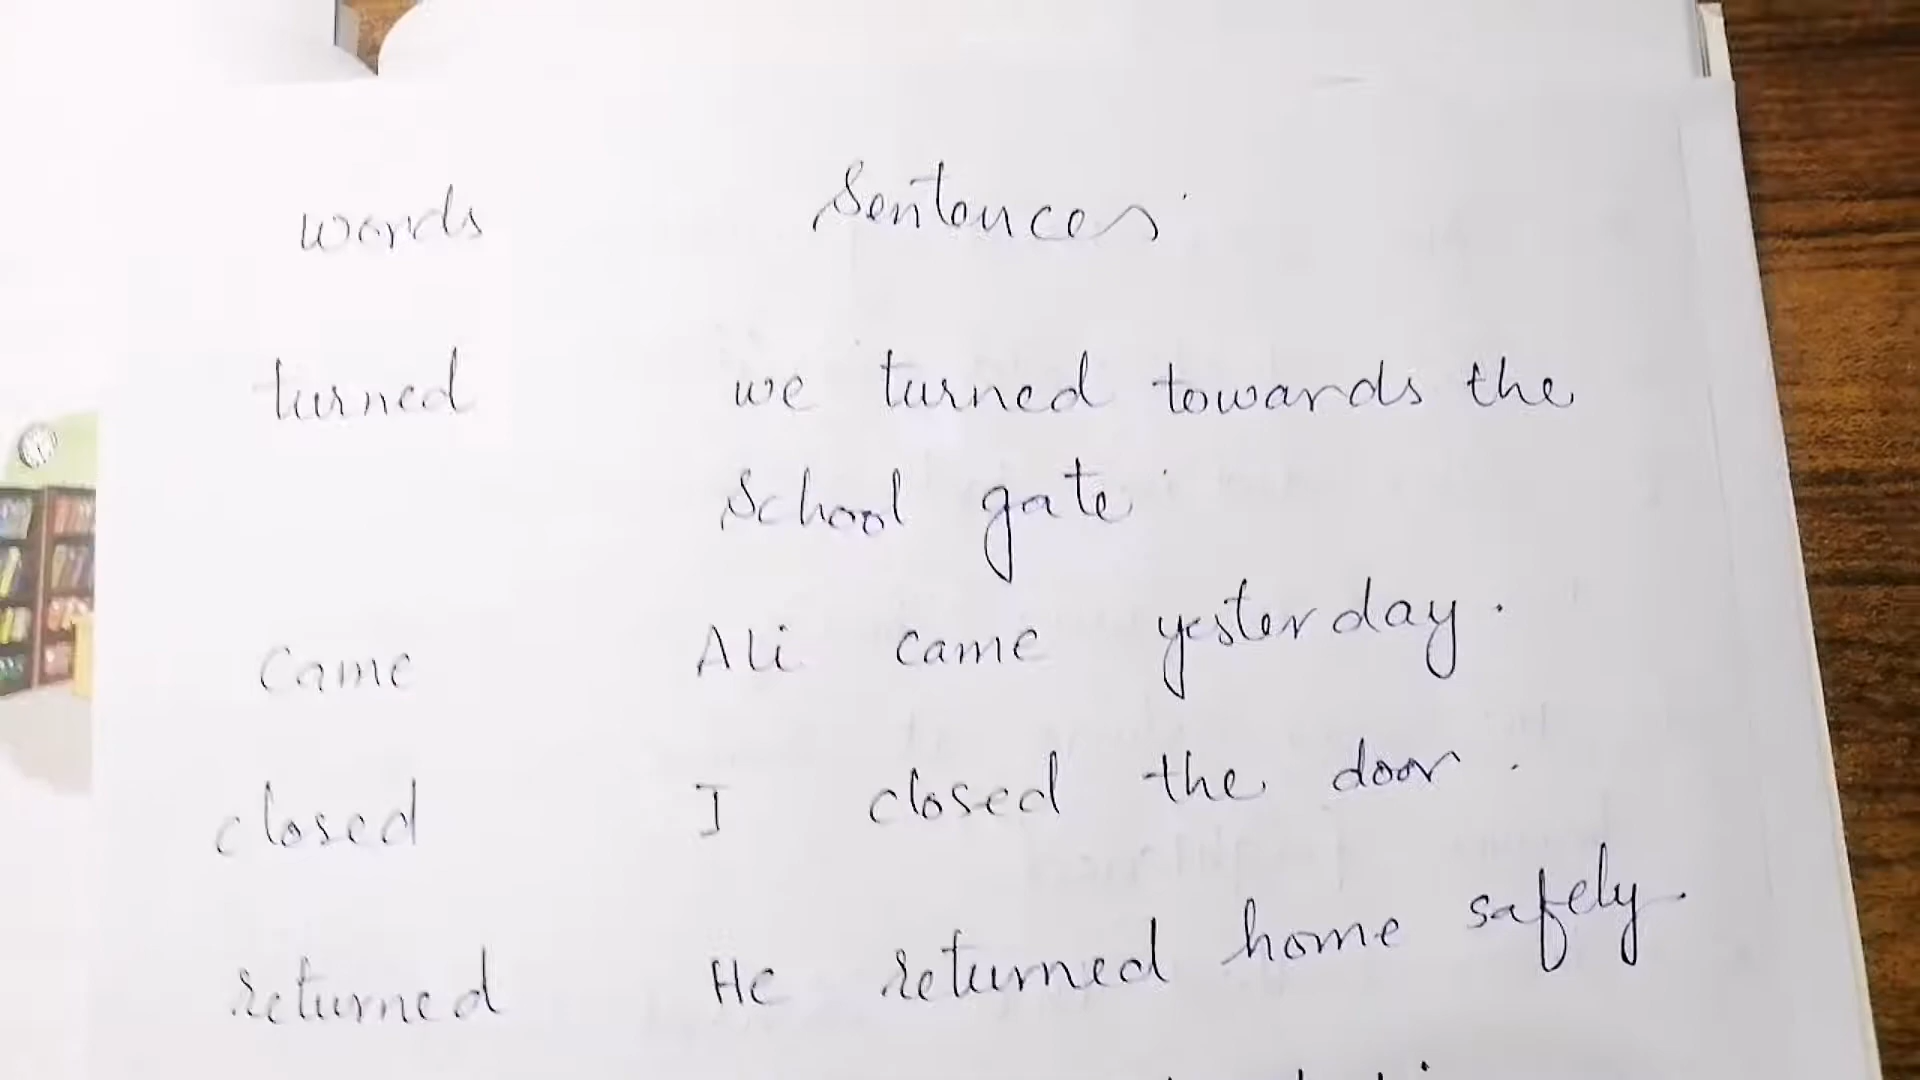 words Sentences.
turned we turned towards the
school gate.
came Ali came yesterday.
closed I closed the door.
returned He returned home safely.